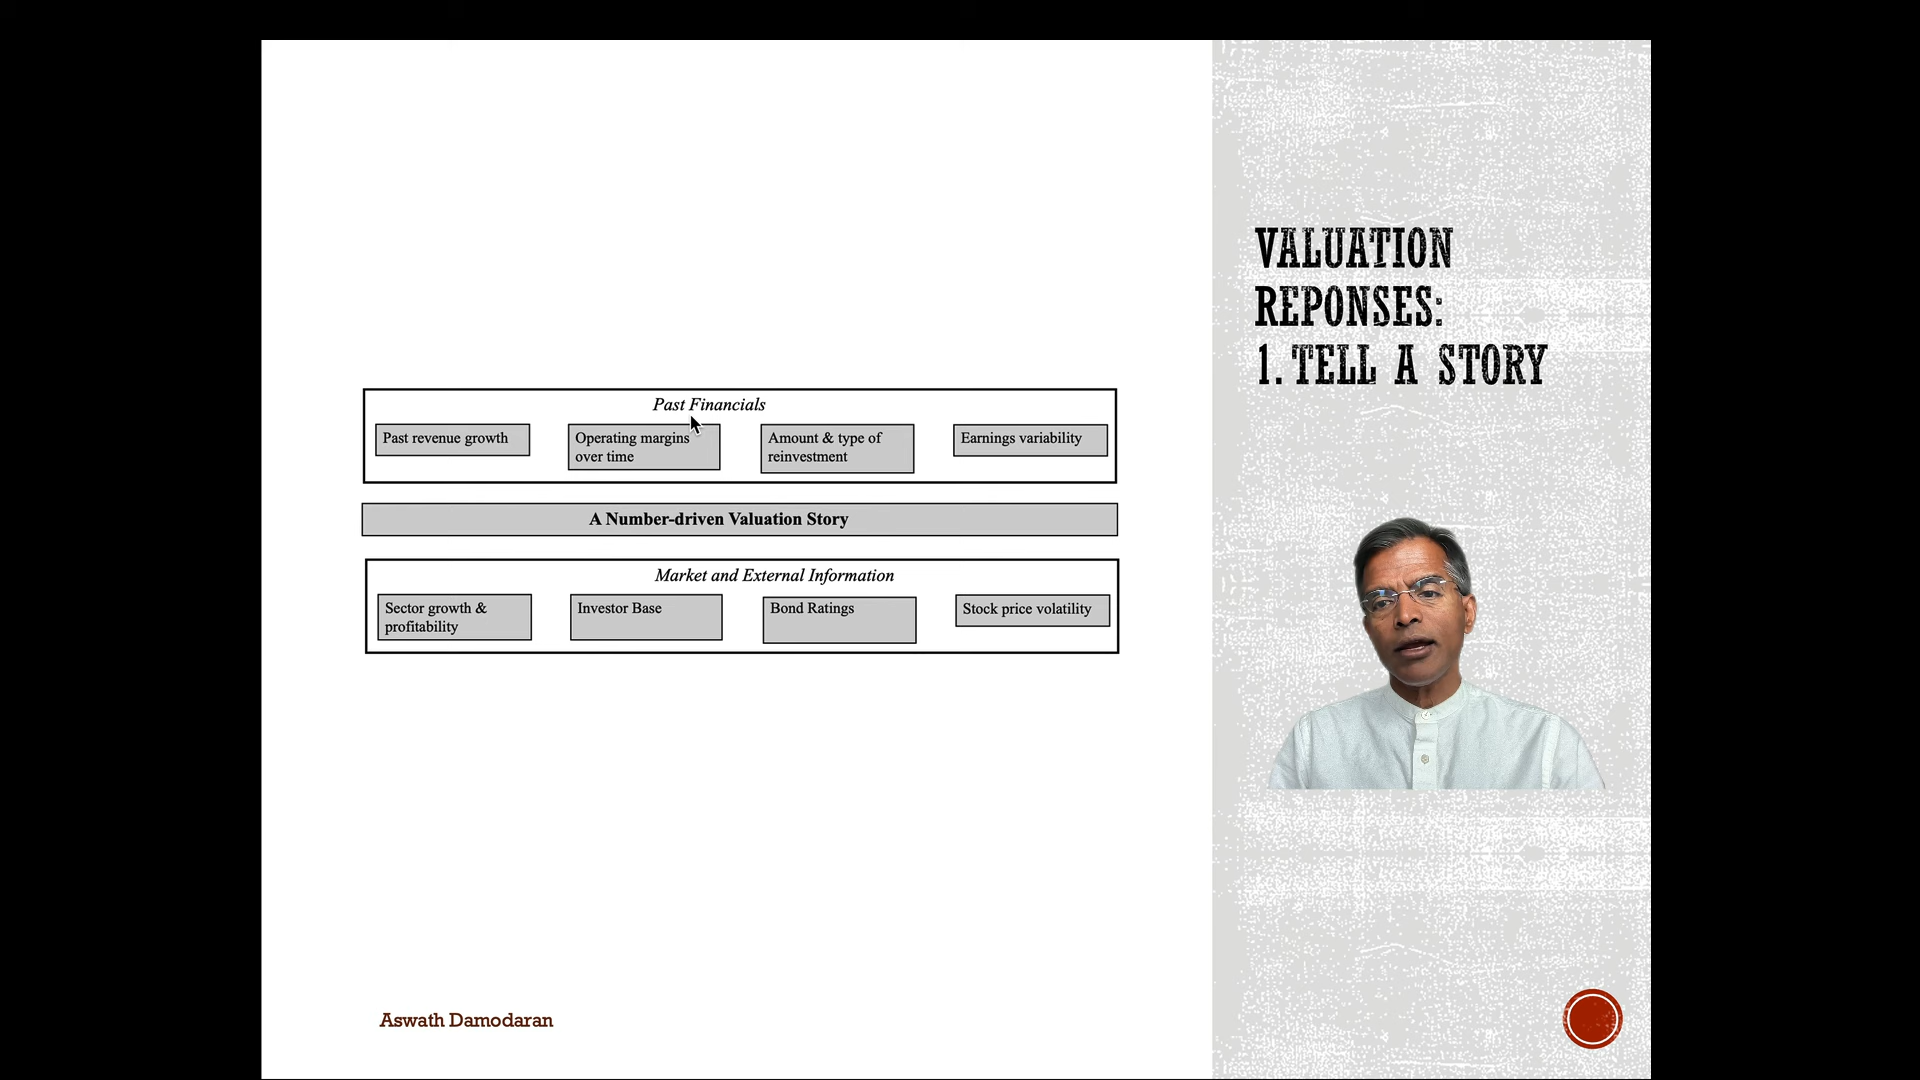 VALUATION
REPONSES:
1. TELL A STORY
Past Financials
Past revenue growth
Operating margins
over time
Amount & type of
reinvestment
Earnings variability
A Number-driven Valuation Story
Market and External Information
Sector growth &
profitability
Investor Base
Bond Ratings
Stock price volatility
Aswath Damodaran